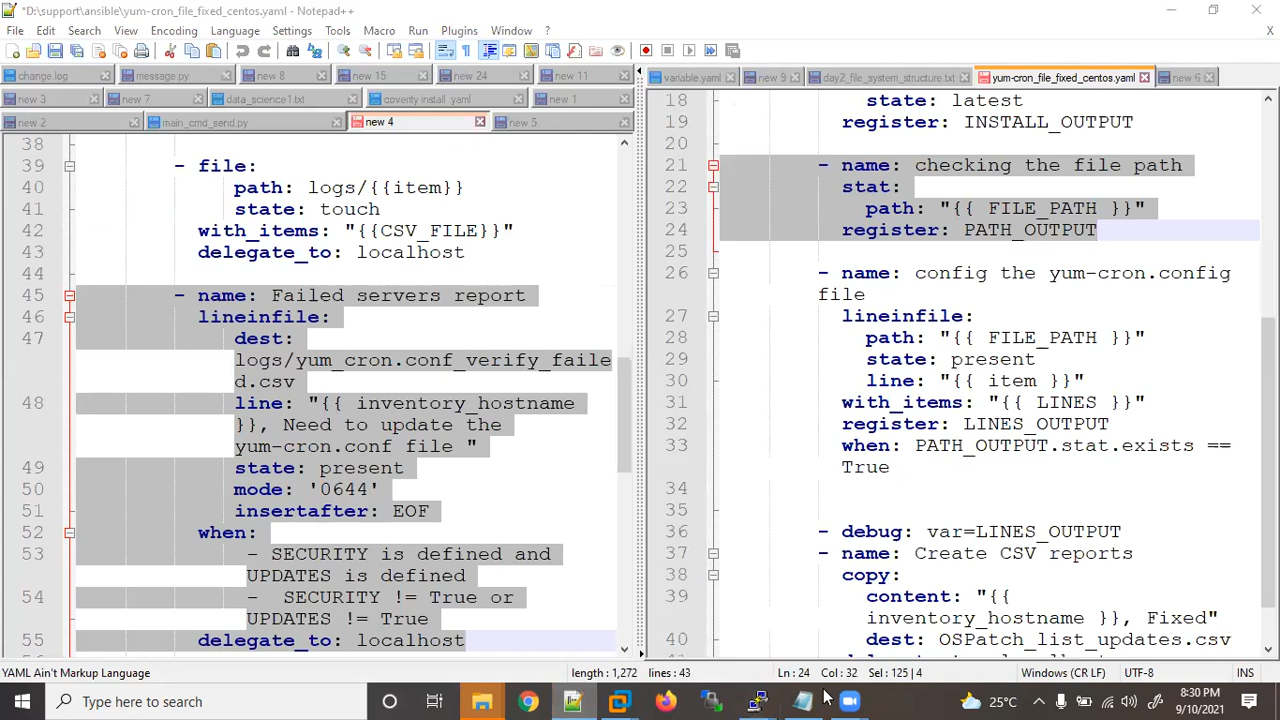 *D:\support\ansible\yum-cron_file_fixed_centos.yaml - Notepad++
File Edit Search View Encoding Language Settings Tools Macro Run Plugins Window ?
X
change.log
message.py
new 8
new 15
new 24
new 11
new 3
new 7
data_science1.txt
coventy install .yaml
new 1
new 2
main_cmd_send.py
new 4
new 5
38
39 - file:
40 path: logs/{{item}}
41 state: touch
42 with_items: "{{CSV_FILE}}"
43 delegate_to: localhost
44
45 - name: Failed servers report
46 lineinfile:
47 dest:
logs/yum_cron.conf_verify_faile
d.csv
48 line: "{{ inventory_hostname
}}, Need to update the
yum-cron.conf file "
49 state: present
50 mode: '0644'
51 insertafter: EOF
52 when:
53 - SECURITY is defined and
UPDATES is defined
54 - SECURITY != True or
UPDATES != True
55 delegate_to: localhost
variable.yaml
new 9
day2_file_system_structure.txt
yum-cron_file_fixed_centos.yaml
new 6
18 state: latest
19 register: INSTALL_OUTPUT
20
21 - name: checking the file path
22 stat:
23 path: "{{ FILE_PATH }}"
24 register: PATH_OUTPUT
25
26 - name: config the yum-cron.config
file
27 lineinfile:
28 path: "{{ FILE_PATH }}"
29 state: present
30 line: "{{ item }}"
31 with_items: "{{ LINES }}"
32 register: LINES_OUTPUT
33 when: PATH_OUTPUT.stat.exists ==
True
34
35
36 - debug: var=LINES_OUTPUT
37 - name: Create CSV reports
38 copy:
39 content: "{{
inventory_hostname }}, Fixed"
40 dest: OSPatch_list_updates.csv
YAML Ain't Markup Language
length : 1,272 lines : 43
Ln : 24 Col : 32 Sel : 125 | 4
Windows (CR LF)
UTF-8
INS
Type here to search
25°C
8:30 PM
9/10/2021